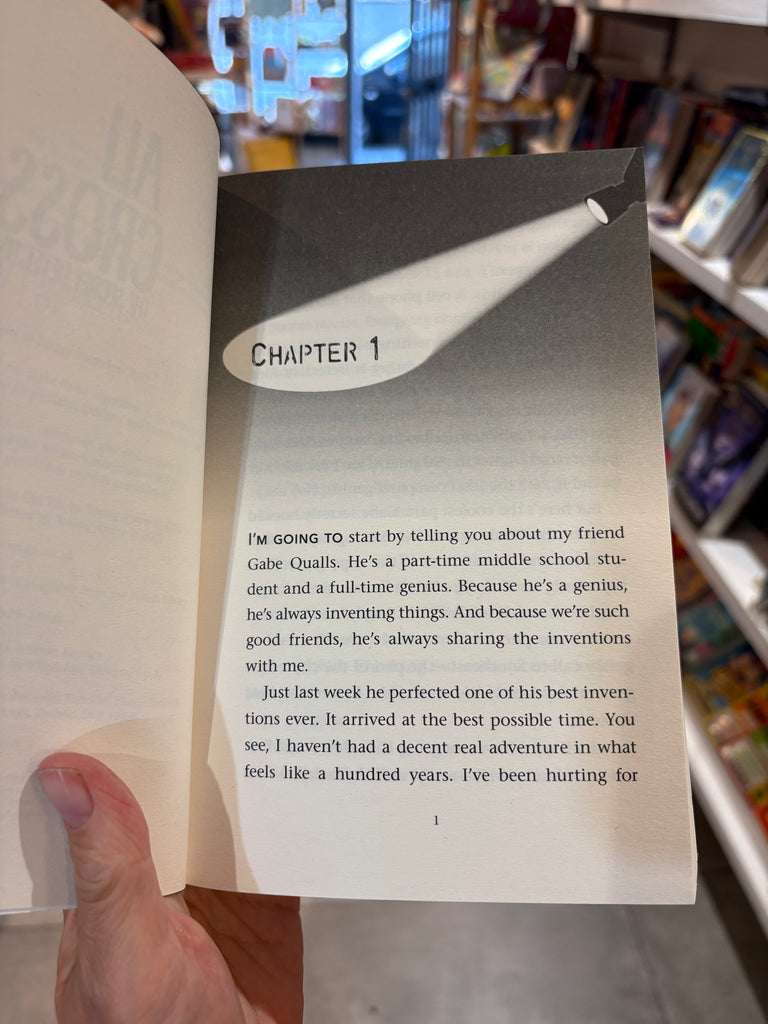 CHAPTER 1
I'M GOING TO start by telling you about my friend
Gabe Qualls. He's a part-time middle school stu-
dent and a full-time genius. Because he's a genius,
he's always inventing things. And because we're such
good friends, he's always sharing the inventions
with me.
Just last week he perfected one of his best inven-
tions ever. It arrived at the best possible time. You
see, I haven't had a decent real adventure in what
feels like a hundred years. I've been hurting for
1